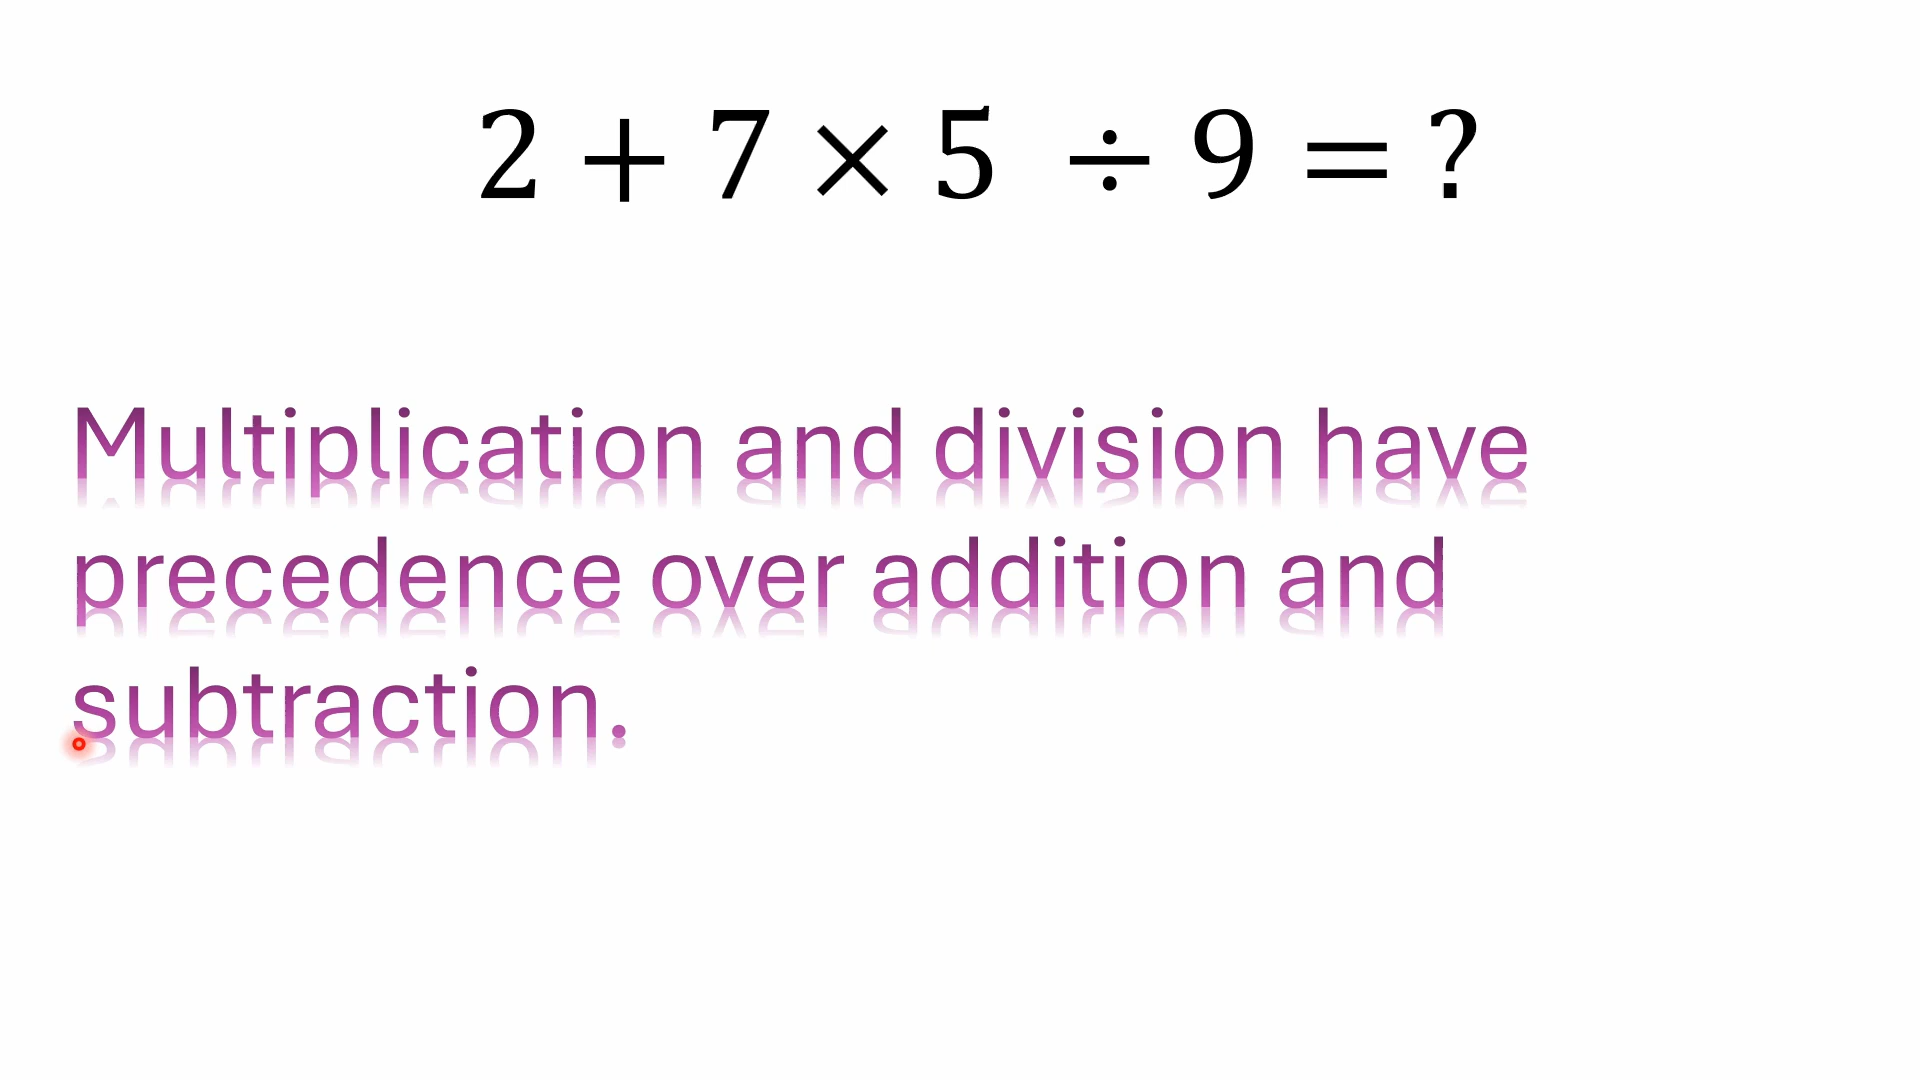 2 + 7 × 5 ÷ 9 = ?
Multiplication and division have
precedence over addition and
subtraction.